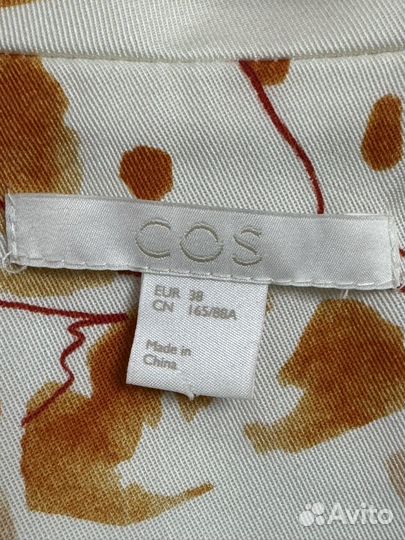 COS
EUR 38
CN 165/88A
Made in
China
Avito